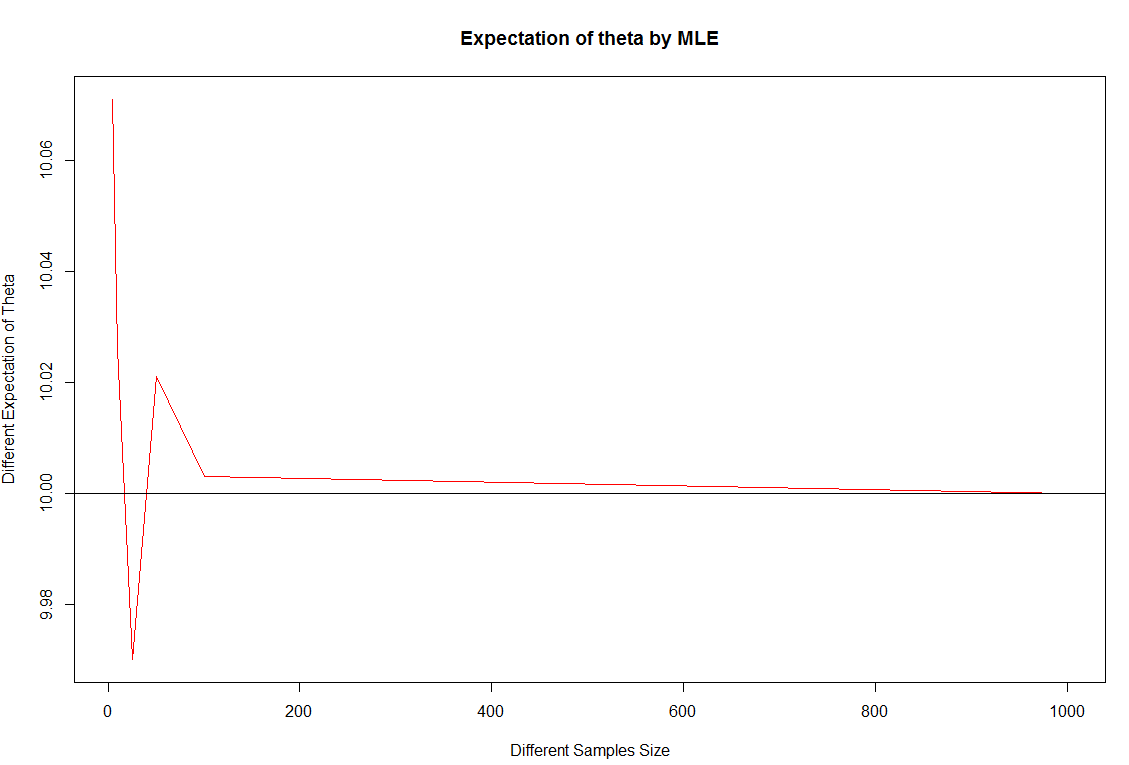 Expectation of theta by MLE
Different Expectation of Theta
10.06
10.04
10.02
10.00
9.98
0 200 400 600 800 1000
Different Samples Size